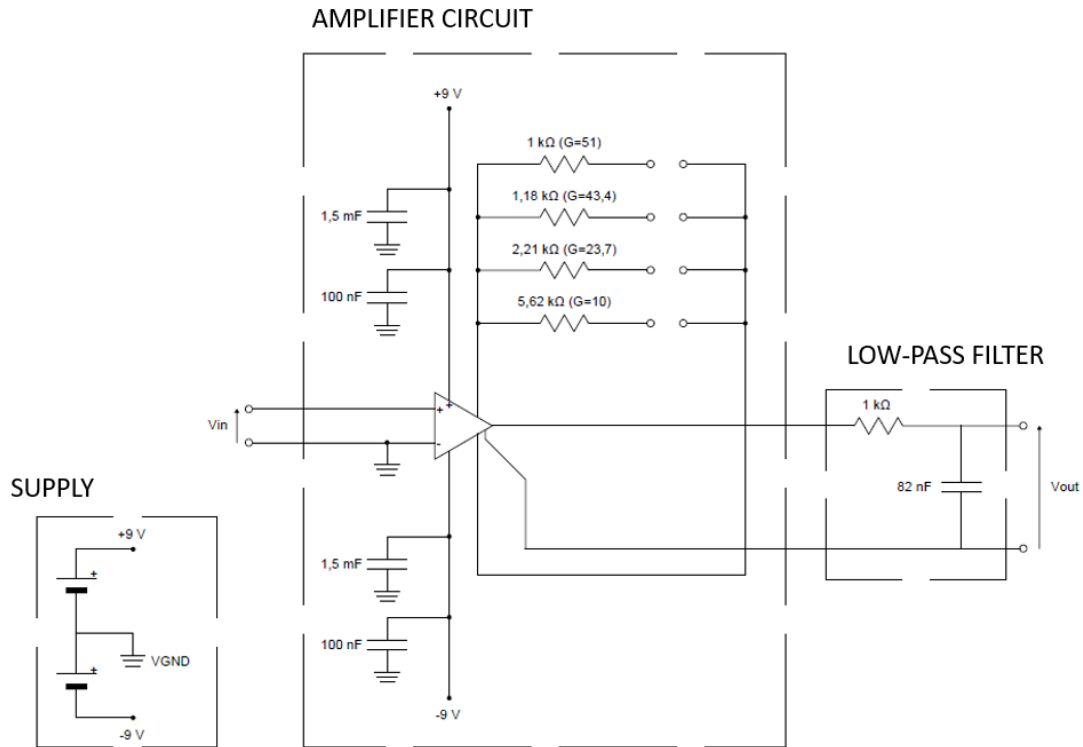 AMPLIFIER CIRCUIT
+9 V
1 kΩ (G=51)
1,5 mF
1,18 kΩ (G=43,4)
2,21 kΩ (G=23,7)
100 nF
5,62 kΩ (G=10)
LOW-PASS FILTER
1 kΩ
Vin
+ +
-
82 nF
Vout
SUPPLY
+9 V
+
1,5 mF
VGND
+
100 nF
-9 V
-9 V